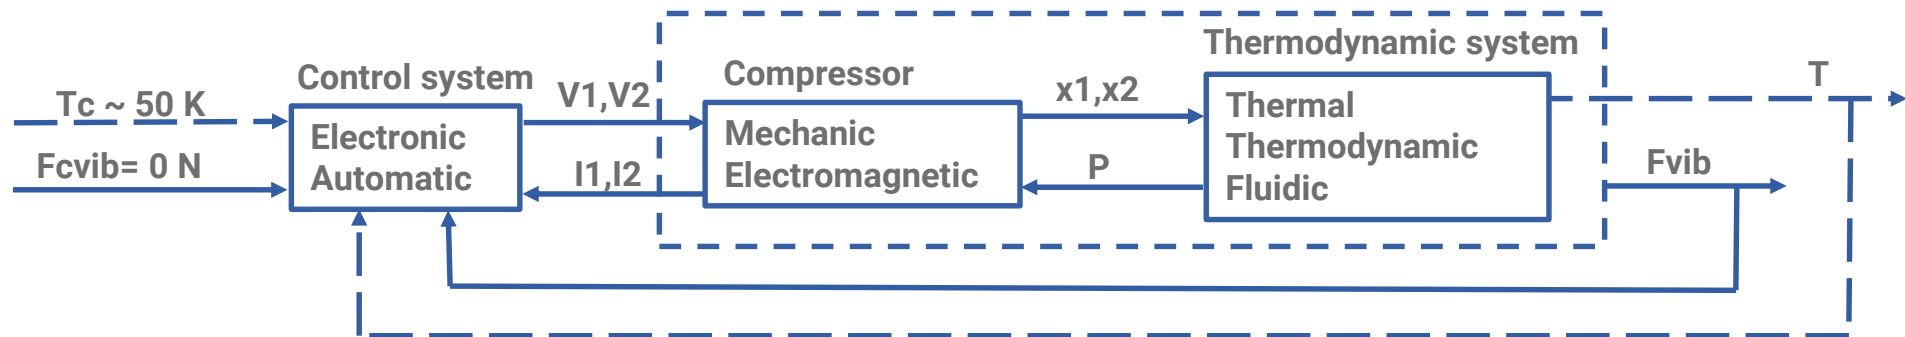 Control system
Tc ~ 50 K
Fcvib= 0 N
Electronic
Automatic
V1,V2
I1,I2
Compressor
Mechanic
Electromagnetic
x1,x2
P
Thermodynamic system
Thermal
Thermodynamic
Fluidic
T
Fvib